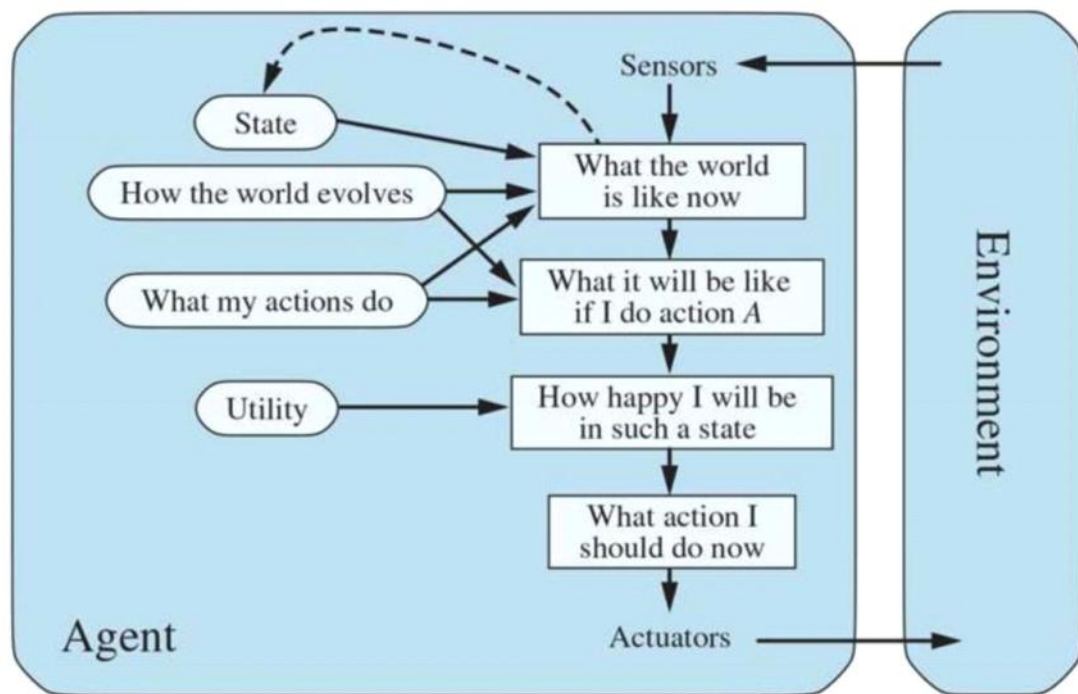 Sensors
State
What the world
is like now
How the world evolves
What my actions do
What it will be like
if I do action A
Utility
How happy I will be
in such a state
What action I
should do now
Agent
Actuators
Environment